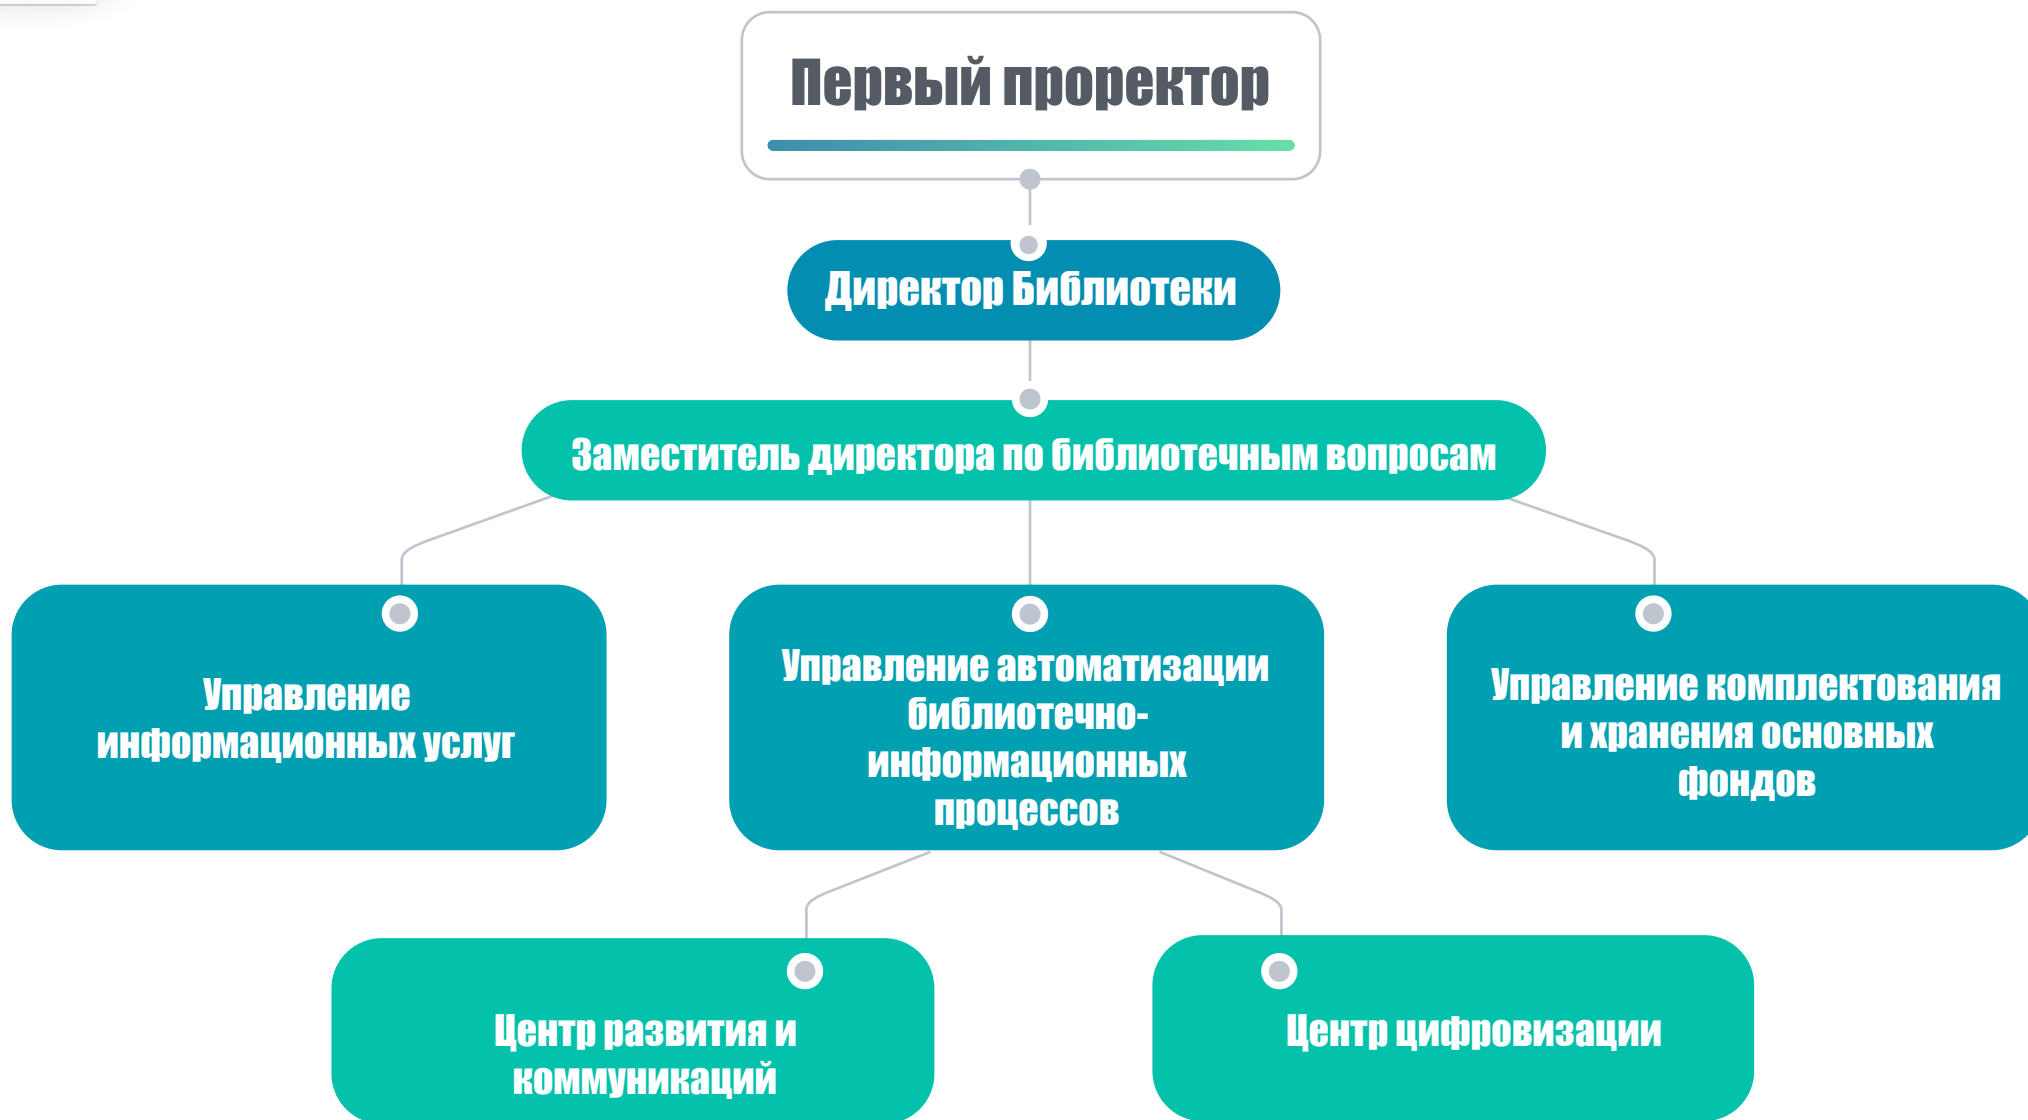 Первый проректор
Директор Библиотеки
Заместитель директора по библиотечным вопросам
Управление
информационных услуг
Управление автоматизации
библиотечно-
информационных
процессов
Управление комплектования
и хранения основных
фондов
Центр развития и
коммуникаций
Центр цифровизации